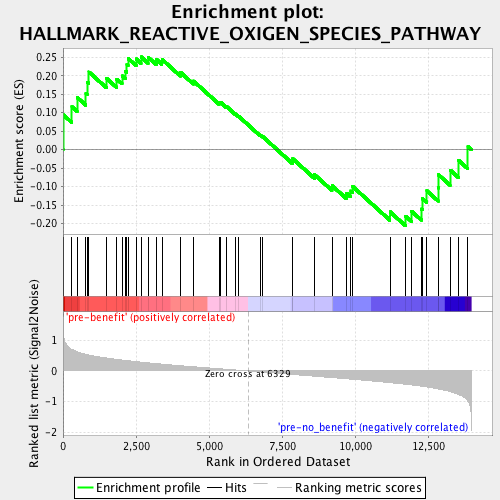 Enrichment plot:
HALLMARK_REACTIVE_OXIGEN_SPECIES_PATHWAY
Enrichment score (ES)
0.25
0.20
0.15
0.10
0.05
0.00
-0.05
-0.10
-0.15
-0.20
'pre-benefit' (positively correlated)
Ranked list metric (Signal2Noise)
1
0
-1
-2
Zero cross at 6329
'pre-no_benefit' (negatively correlated)
0
2,500
5,000
7,500
10,000
12,500
Rank in Ordered Dataset
Enrichment profile
Hits
Ranking metric scores